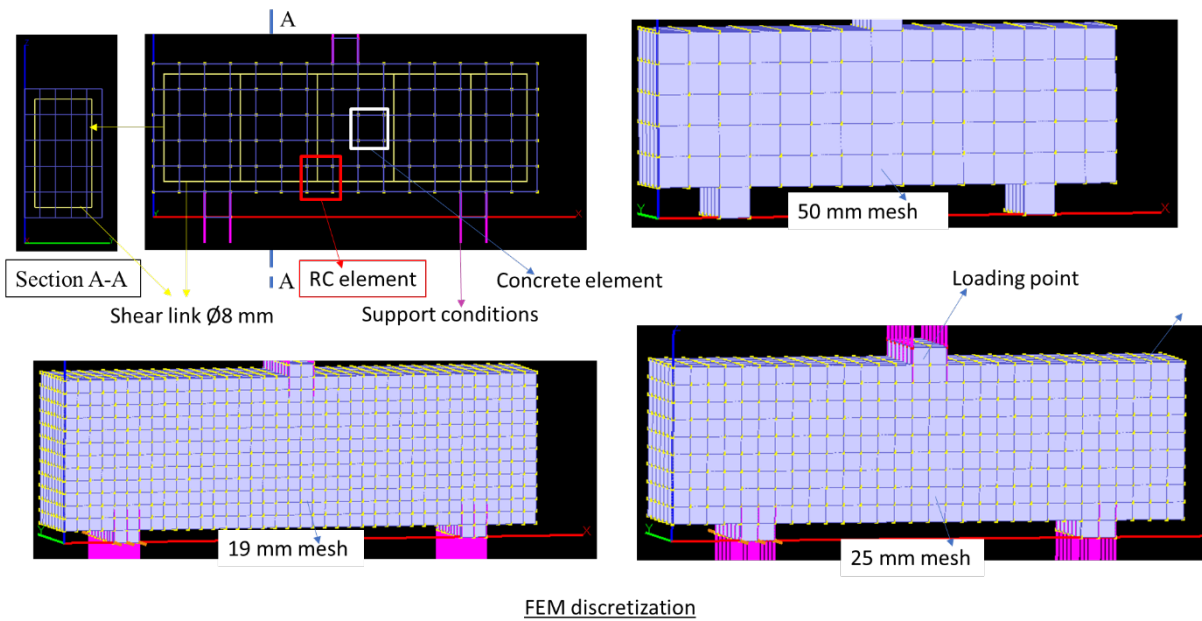 A
50 mm mesh
Section A-A
A
RC element
Concrete element
Shear link Ø8 mm
Support conditions
Loading point
19 mm mesh
25 mm mesh
X
X
X
Y
Y
Y
FEM discretization